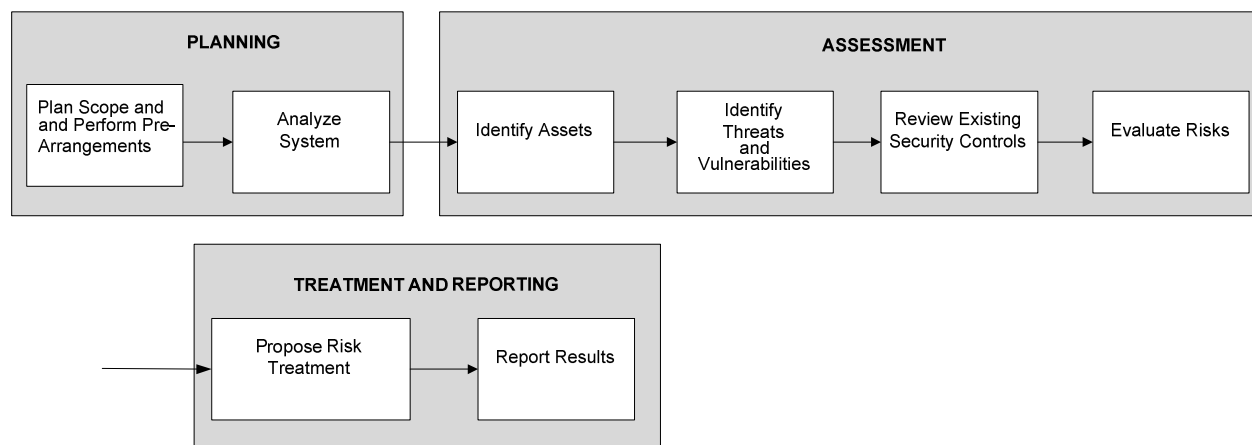 PLANNING
Plan Scope and
and Perform Pre-
Arrangements
Analyze
System
ASSESSMENT
Identify Assets
Identify
Threats
and
Vulnerabilities
Review Existing
Security Controls
Evaluate Risks
TREATMENT AND REPORTING
Propose Risk
Treatment
Report Results